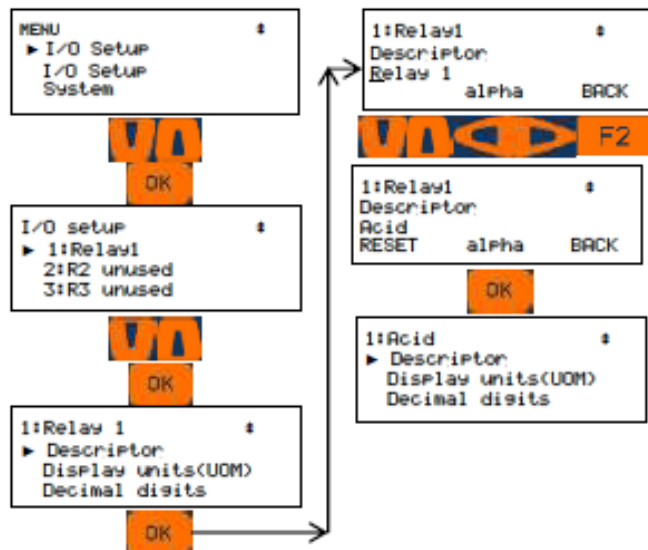 MENU
I/O Setup
I/O Setup
System
OK
I/O setup
1:Relay1
2:R2 unused
3:R3 unused
OK
1:Relay 1
Descriptor
Display units(UOM)
Decimal digits
OK
1:Relay1
Descriptor
Relay 1
alpha BACK
F2
1:Relay1
Descriptor
Acid
RESET alpha BACK
OK
1:Acid
Descriptor
Display units(UOM)
Decimal digits